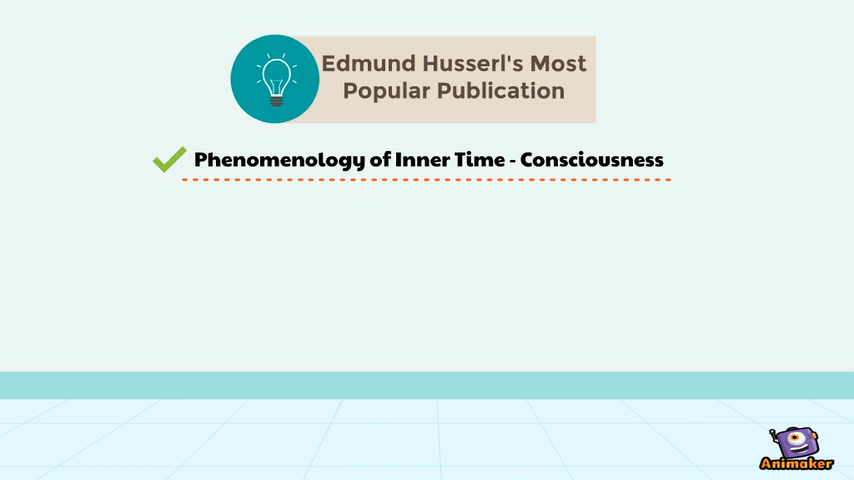 Edmund Husserl's Most
Popular Publication
Phenomenology of Inner Time - Consciousness
Animaker